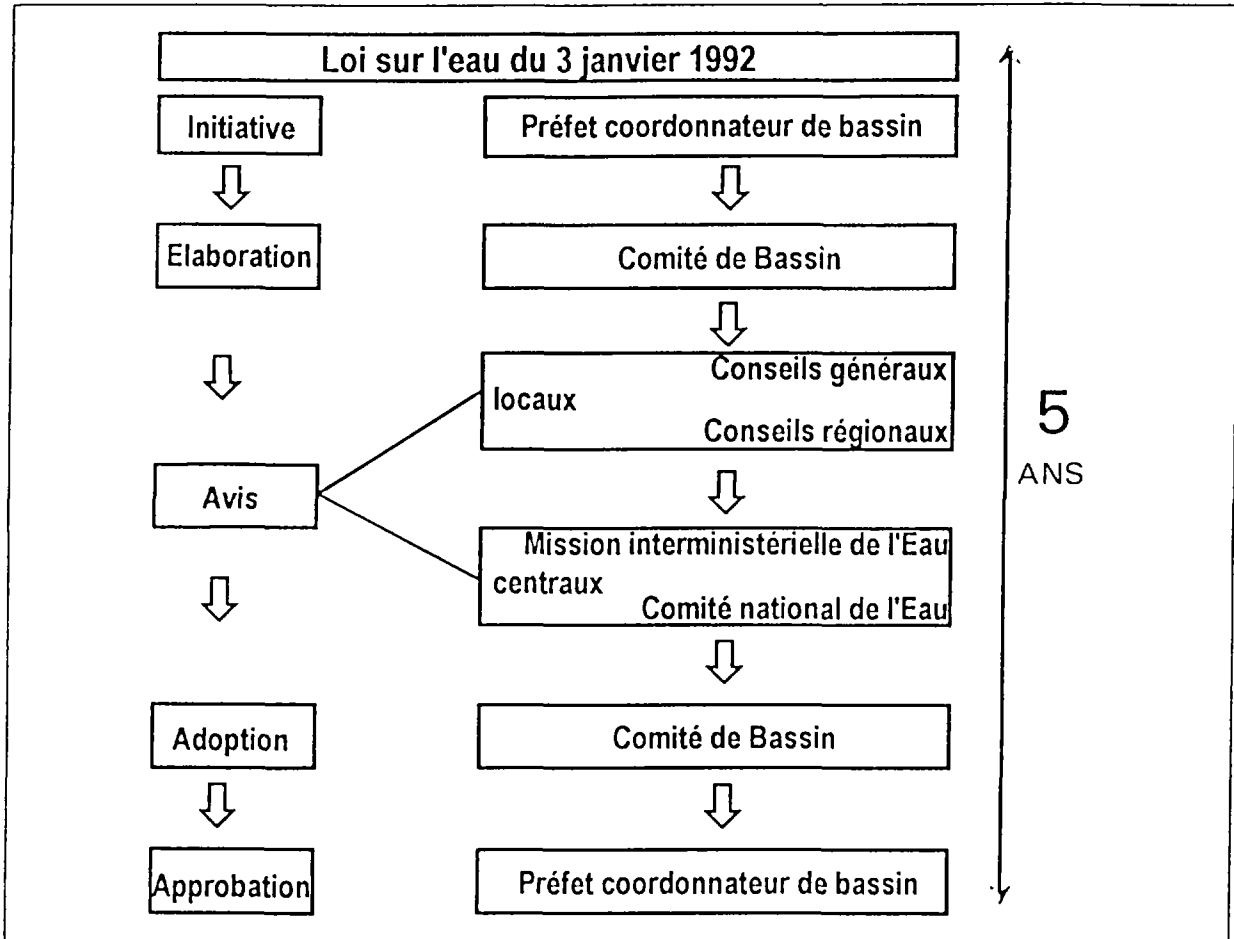 Loi sur l'eau du 3 janvier 1992
Initiative
Préfet coordonnateur de bassin
Elaboration
Comité de Bassin
Conseils généraux
locaux
Conseils régionaux
5
ANS
Avis
Mission interministérielle de l'Eau
centraux
Comité national de l'Eau
Adoption
Comité de Bassin
Approbation
Préfet coordonnateur de bassin